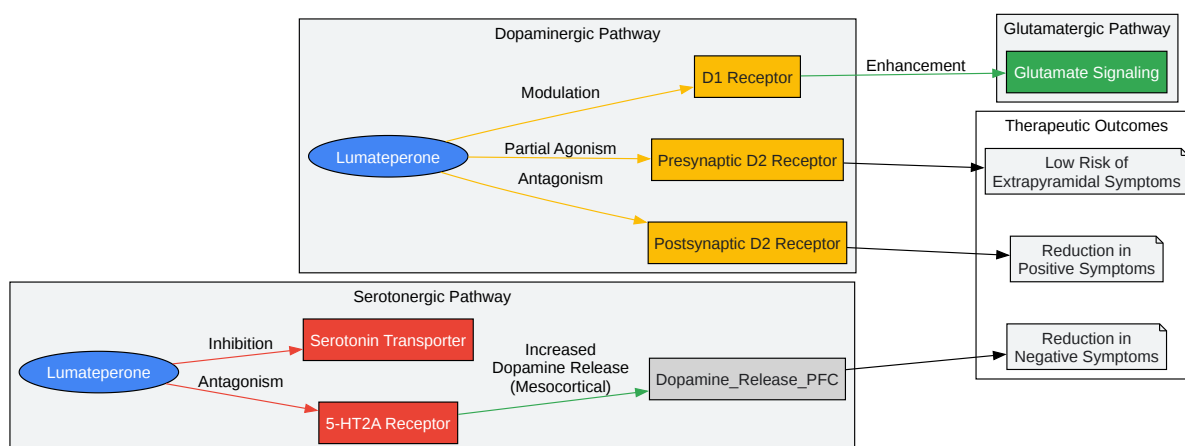 Dopaminergic Pathway
Lumateperone
Modulation
Partial Agonism
Antagonism
D1 Receptor
Presynaptic D2 Receptor
Postsynaptic D2 Receptor
Enhancement
Glutamatergic Pathway
Glutamate Signaling
Therapeutic Outcomes
Low Risk of
Extrapyramidal Symptoms
Reduction in
Positive Symptoms
Reduction in
Negative Symptoms
Serotonergic Pathway
Lumateperone
Inhibition
Antagonism
Serotonin Transporter
5-HT2A Receptor
Increased
Dopamine Release
(Mesocortical)
Dopamine_Release_PFC